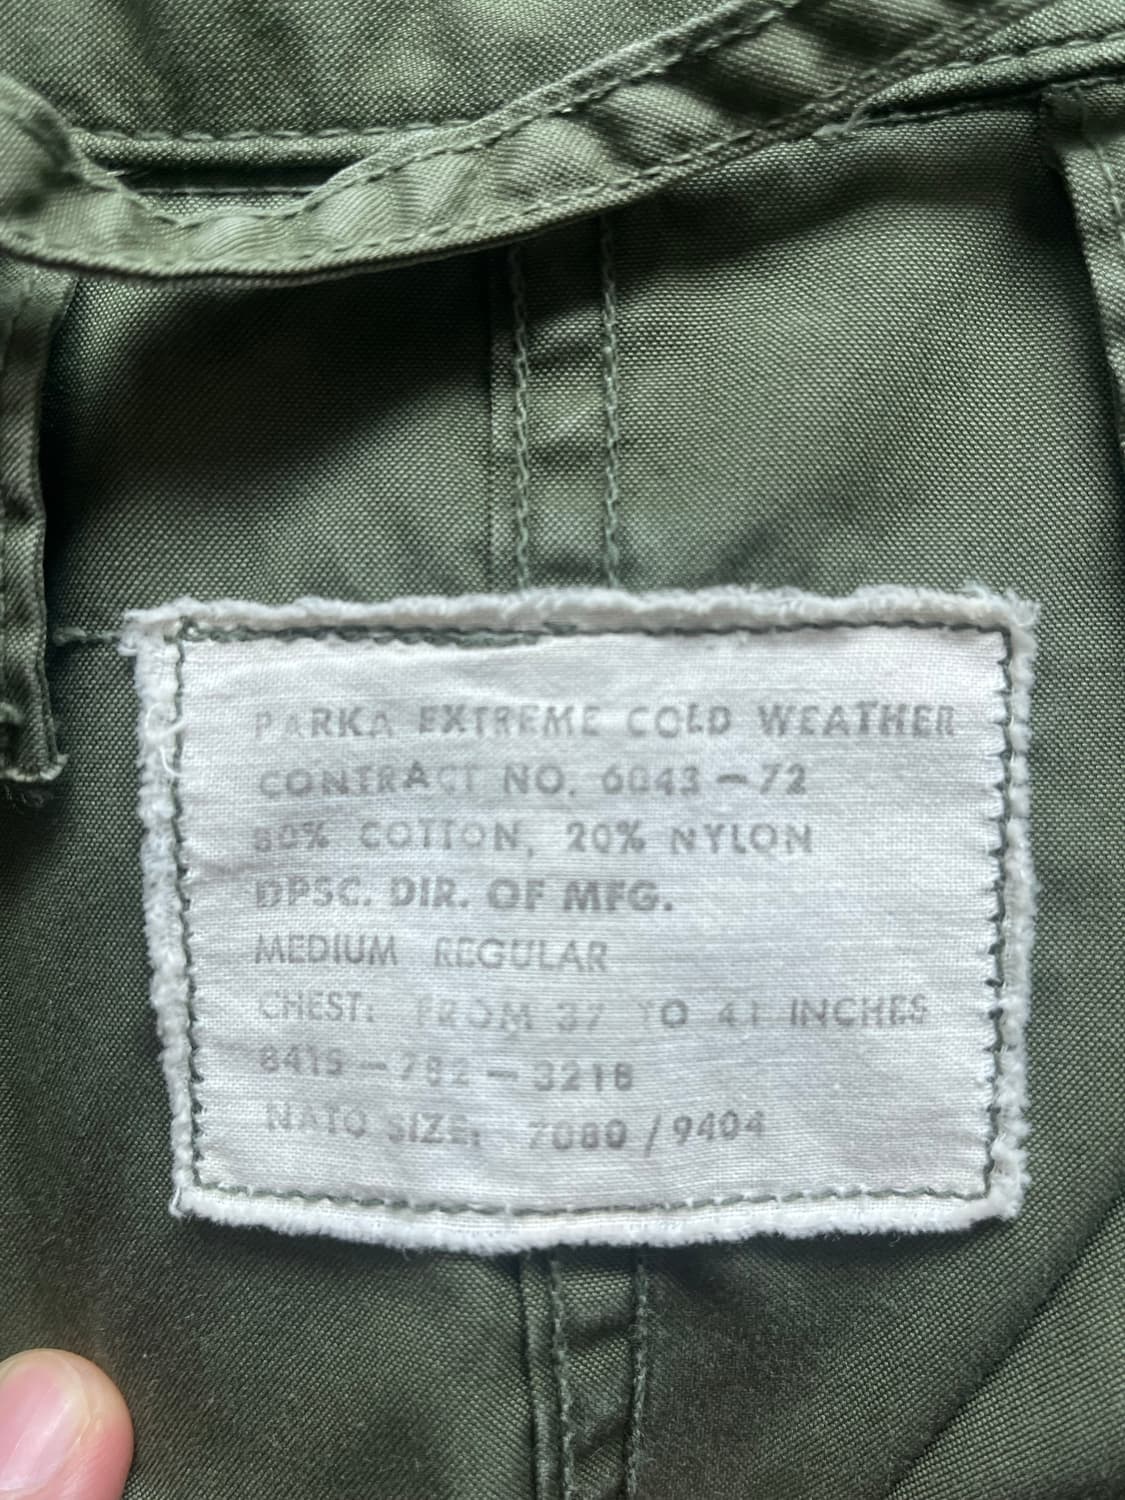 PARKA EXTREME COLD WEATHER
CONTRACT NO. 6043-72
80% COTTON, 20% NYLON
DPSC. DIR. OF MFG.
MEDIUM REGULAR
CHEST: FROM 37 TO 41 INCHES
8415-782-3218
NATO SIZE: 7080/9404